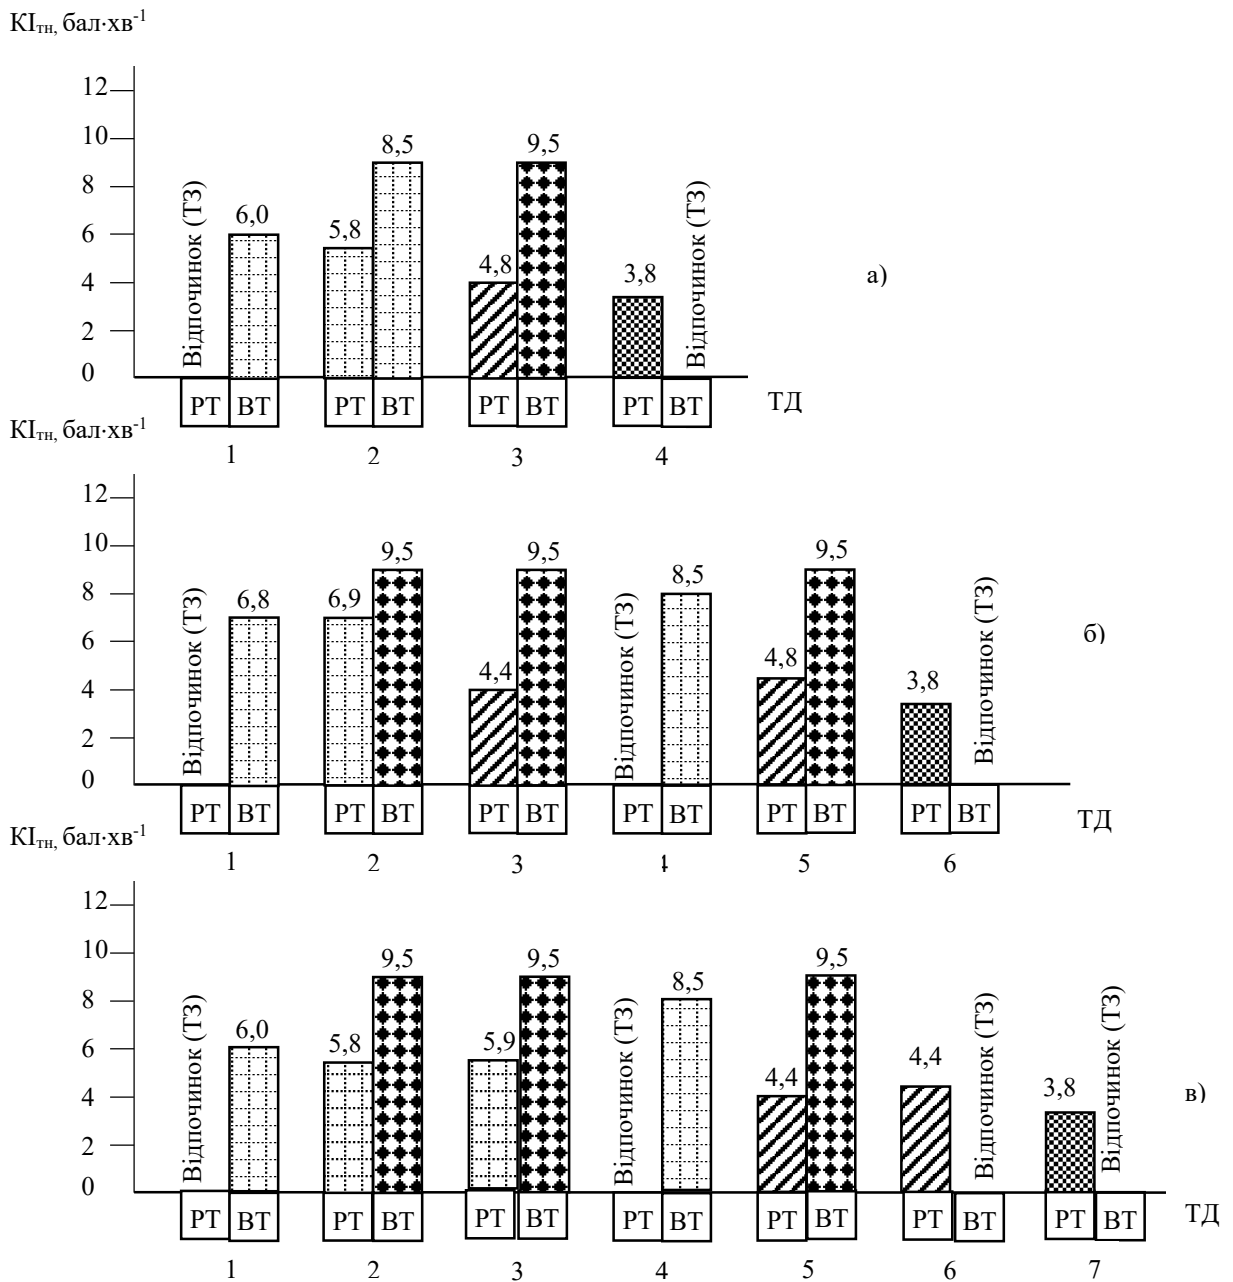 КІтн, бал·хв-1
12
10
8
6
4
2
0
Відпочинок (ТЗ)
6,0
5,8
8,5
4,8
9,5
3,8
Відпочинок (ТЗ)
а)
РТ ВТ РТ ВТ РТ ВТ РТ ВТ ТД
1 2 3 4
КІтн, бал·хв-1
12
10
8
6
4
2
0
Відпочинок (ТЗ)
6,8
6,9
9,5
4,4
9,5
Відпочинок (ТЗ)
8,5
4,8
9,5
3,8
Відпочинок (ТЗ)
б)
РТ ВТ РТ ВТ РТ ВТ РТ ВТ РТ ВТ РТ ВТ ТД
1 2 3 4 5 6
КІтн, бал·хв-1
12
10
8
6
4
2
0
Відпочинок (ТЗ)
6,0
5,8
9,5
5,9
9,5
Відпочинок (ТЗ)
8,5
4,4
9,5
4,4
Відпочинок (ТЗ)
3,8
Відпочинок (ТЗ)
в)
РТ ВТ РТ ВТ РТ ВТ РТ ВТ РТ ВТ РТ ВТ РТ ВТ ТД
1 2 3 4 5 6 7